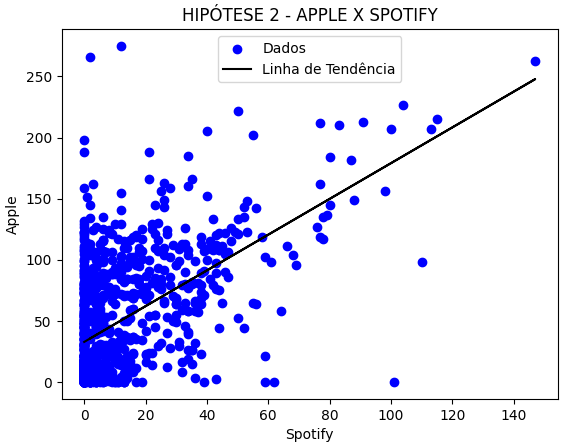 HIPÓTESE 2 - APPLE X SPOTIFY
Dados
Linha de Tendência
Apple
250
200
150
100
50
0
0 20 40 60 80 100 120 140
Spotify